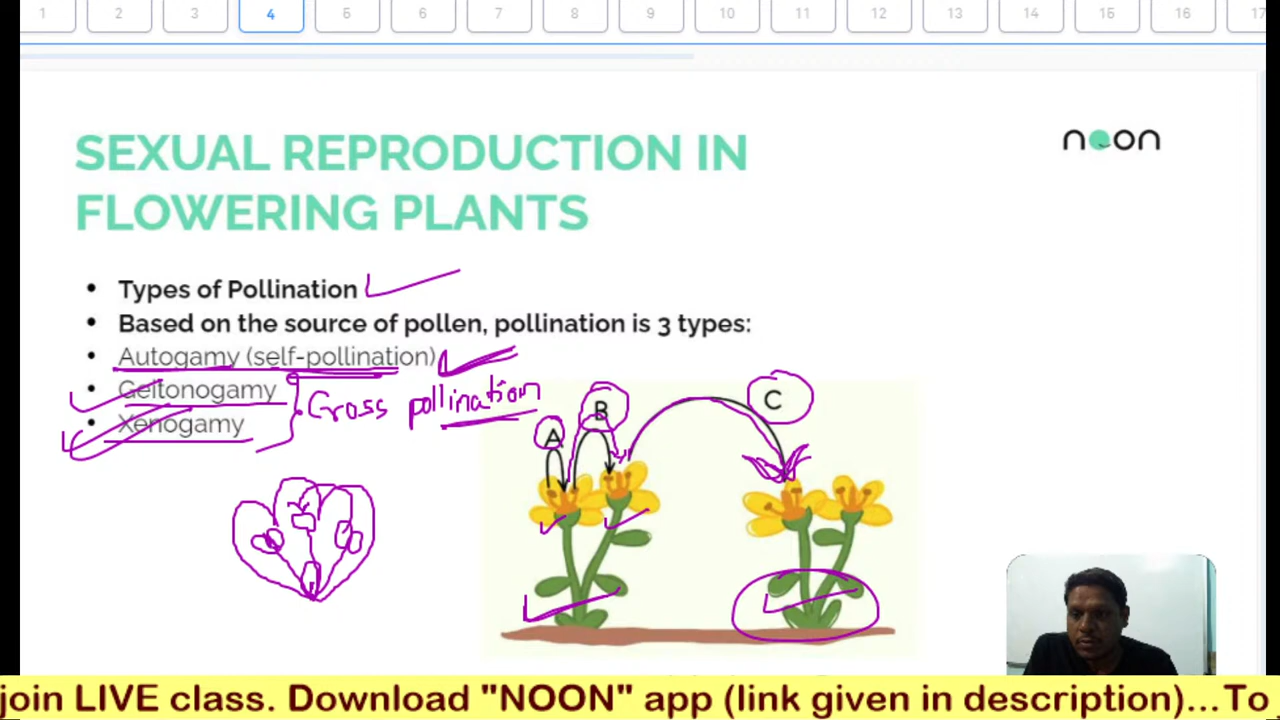 1 2 3 4 5 6 7 8 9 10 11 12 13 14 15 16 17
noon
SEXUAL REPRODUCTION IN
FLOWERING PLANTS
• Types of Pollination
• Based on the source of pollen, pollination is 3 types:
• Autogamy (self-pollination)
• Geitonogamy
• Xenogamy
Cross pollination
A
B
C
join LIVE class. Download "NOON" app (link given in description)...To